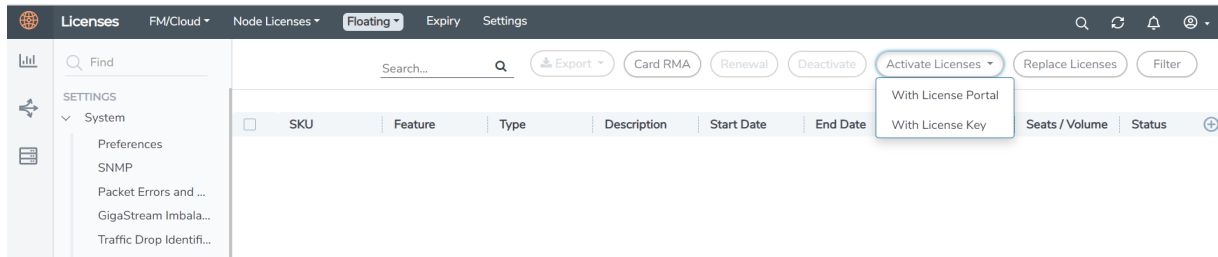 Licenses FM/Cloud Node Licenses Floating Expiry Settings
Find
Search... Export Card RMA Renewal Deactivate Activate Licenses Replace Licenses Filter
With License Portal
With License Key
SETTINGS
System
Preferences
SNMP
Packet Errors and ...
GigaStream Imbala...
Traffic Drop Identifi...
SKU Feature Type Description Start Date End Date Seats / Volume Status